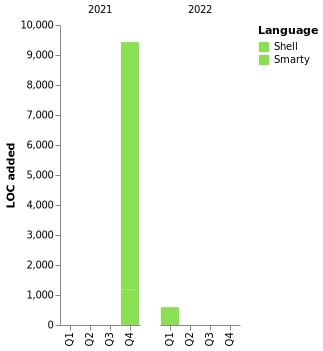 2021 2022
Language
Shell
Smarty
LOC added
10,000
9,000
8,000
7,000
6,000
5,000
4,000
3,000
2,000
1,000
0
Q1 Q2 Q3 Q4 Q1 Q2 Q3 Q4